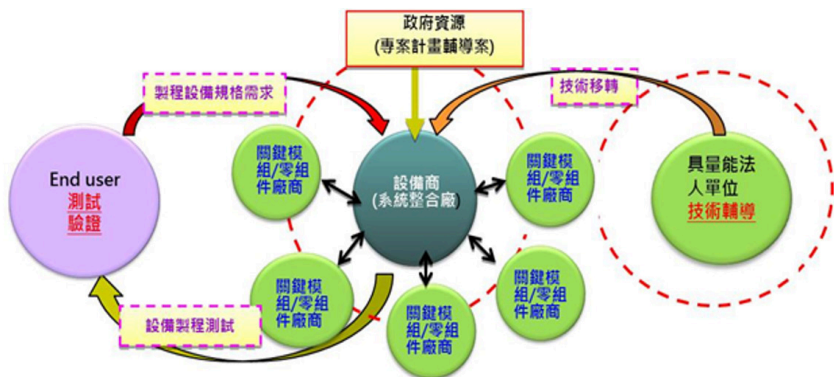 政府資源
(專案計畫輔導案)
製程設備規格需求
技術移轉
End user
測試
驗證
關鍵模
組/零組
件廠商
設備商
(系統整合廠)
關鍵模
組/零組
件廠商
具量能法
人單位
技術輔導
關鍵模
組/零組
件廠商
關鍵模
組/零組
件廠商
關鍵模
組/零組
件廠商
設備製程測試